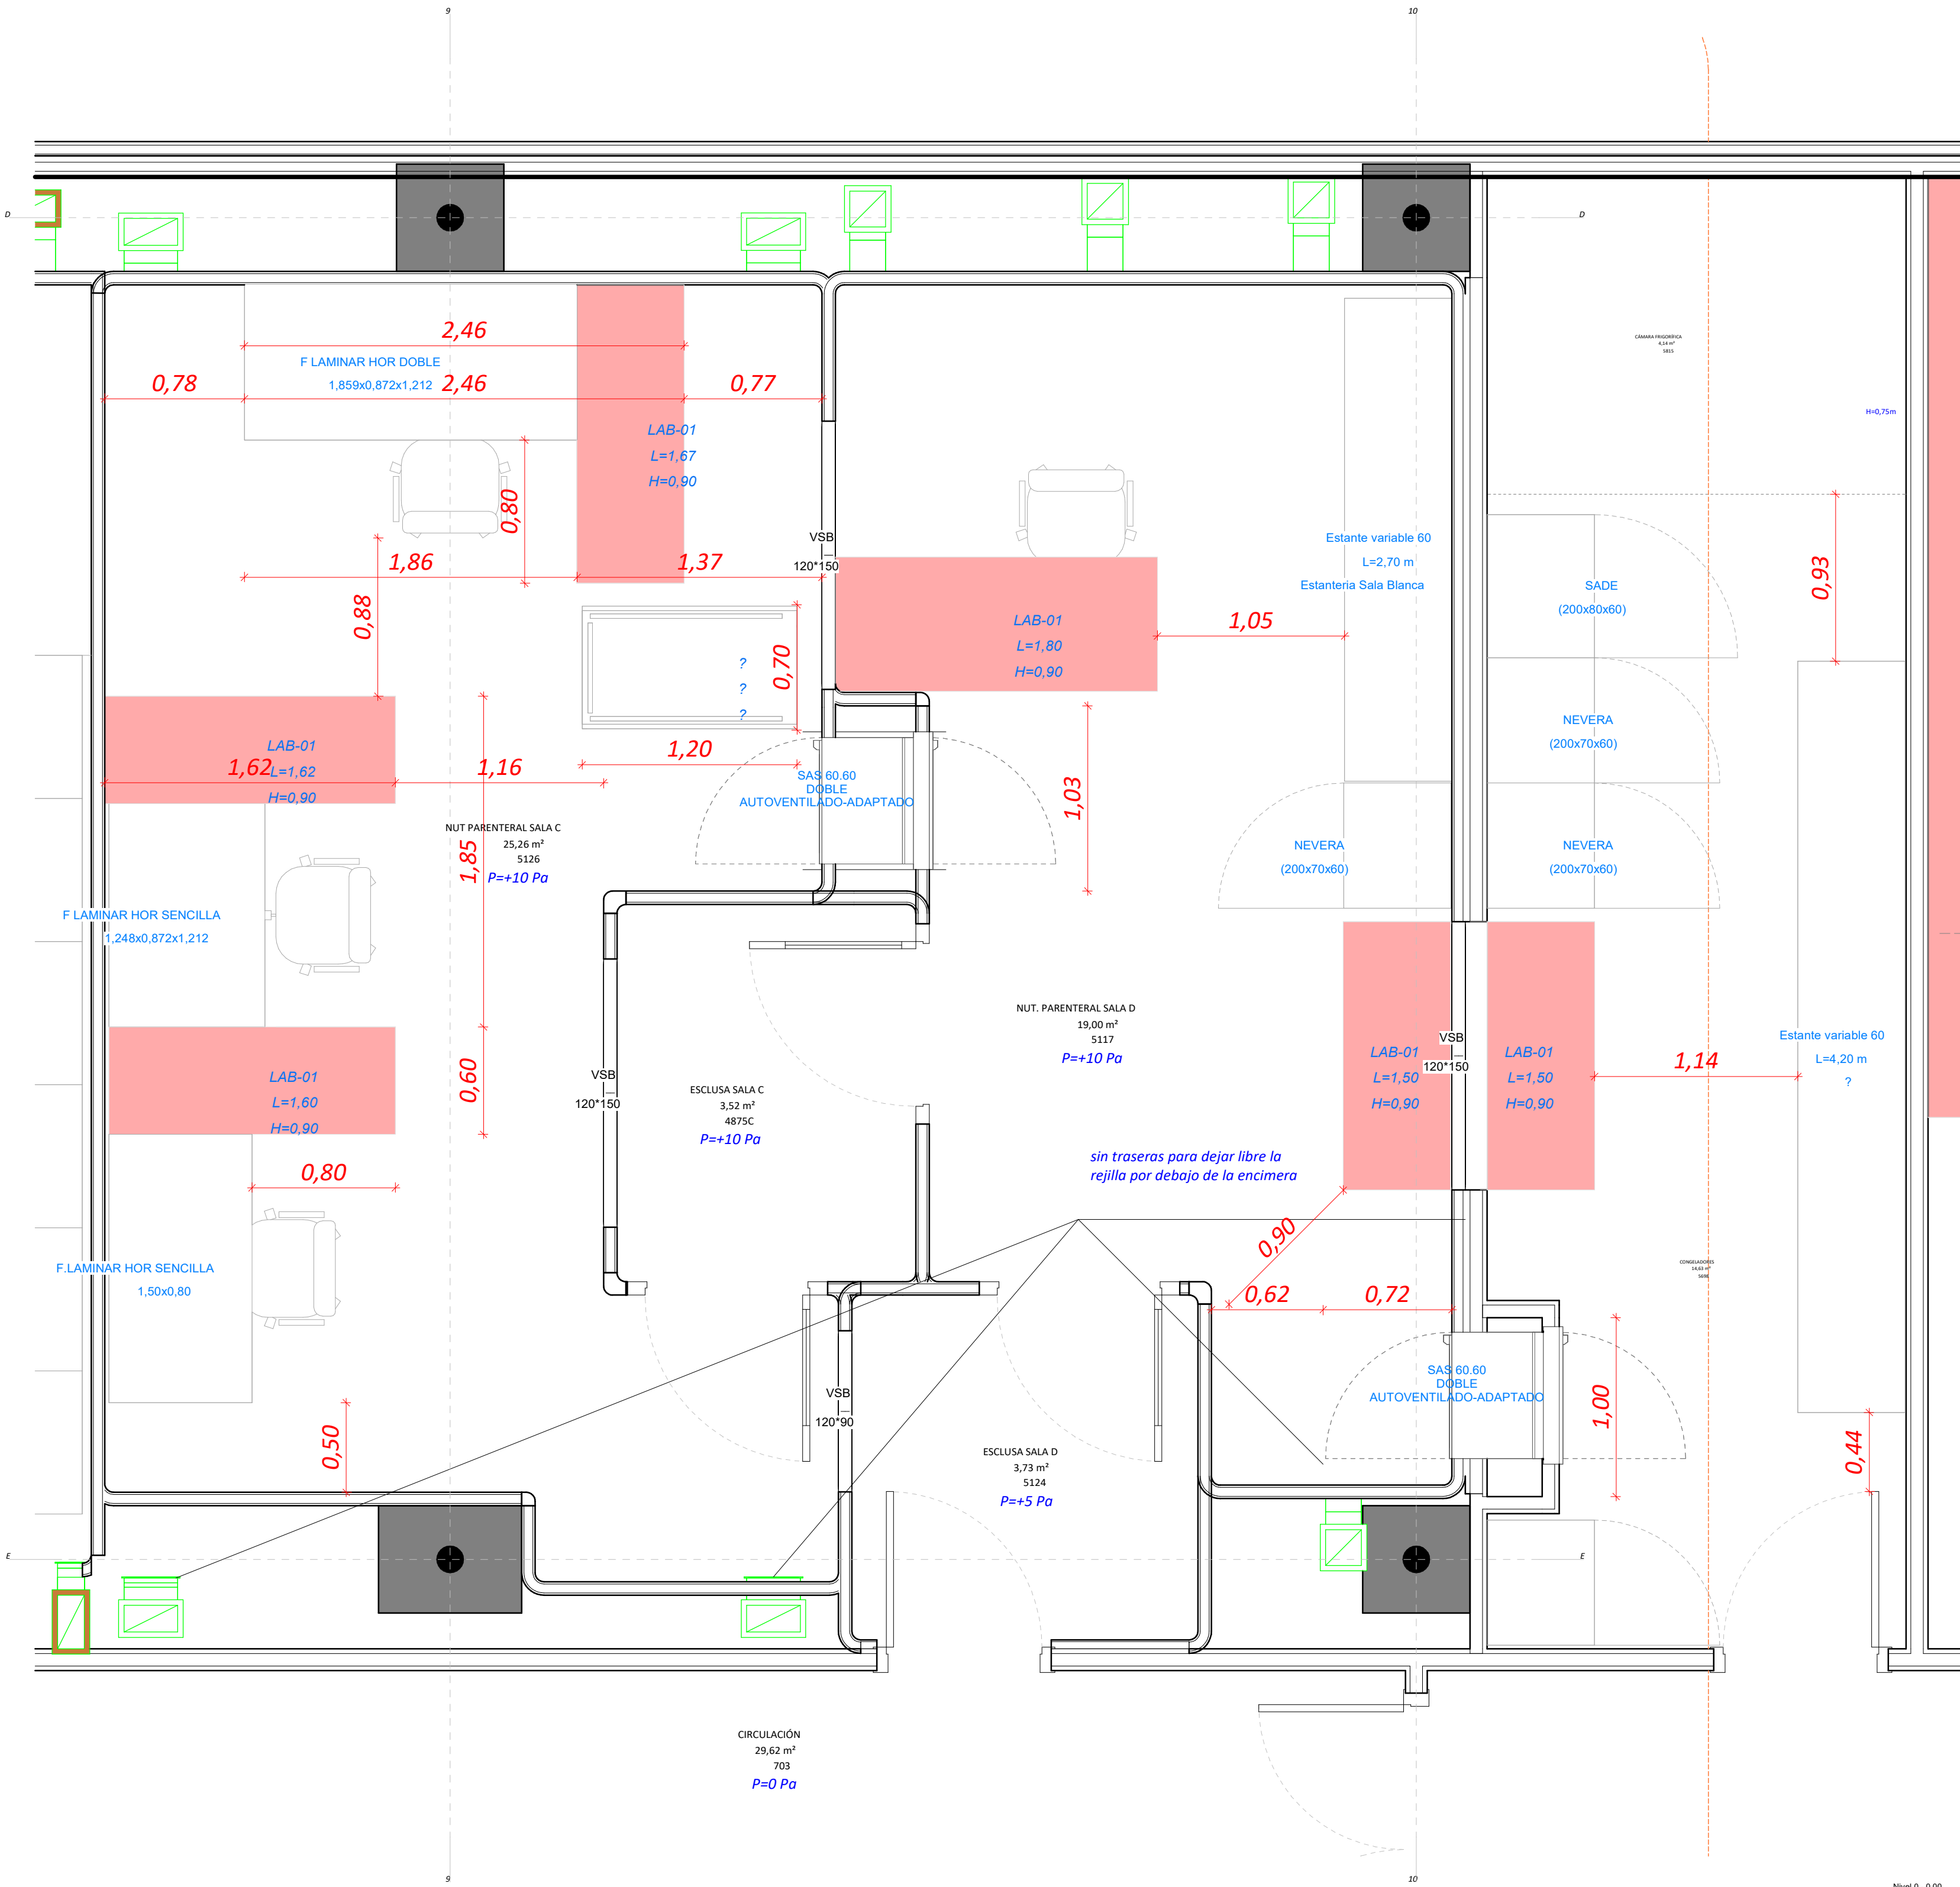 9
10
D
D
CÁMARA FRIGORÍFICA
4,14 m²
5815
H=0,75m
2,46
F LAMINAR HOR DOBLE
1,859x0,872x1,212
0,78
2,46
0,77
LAB-01
L=1,67
H=0,90
0,80
VSB
120*150
1,86
1,37
0,88
Estante variable 60
L=2,70 m
Estanteria Sala Blanca
SADE
(200x80x60)
0,93
LAB-01
L=1,80
H=0,90
1,05
?
?
?
0,70
NEVERA
(200x70x60)
LAB-01
L=1,62
H=0,90
1,62
1,16
1,20
SAS 60.60
DOBLE
AUTOVENTILADO-ADAPTADO
1,03
NUT PARENTERAL SALA C
25,26 m²
5126
P=+10 Pa
1,85
NEVERA
(200x70x60)
NEVERA
(200x70x60)
F LAMINAR HOR SENCILLA
1,248x0,872x1,212
NUT. PARENTERAL SALA D
19,00 m²
5117
P=+10 Pa
LAB-01
L=1,50
H=0,90
VSB
120*150
LAB-01
L=1,50
H=0,90
1,14
Estante variable 60
L=4,20 m
?
LAB-01
L=1,60
H=0,90
0,60
VSB
120*150
ESCLUSA SALA C
3,52 m²
4875C
P=+10 Pa
sin traseras para dejar libre la
rejilla por debajo de la encimera
0,80
0,90
F.LAMINAR HOR SENCILLA
1,50x0,80
CONGELADORES
14,63 m²
5698
0,62
0,72
SAS 60.60
DOBLE
AUTOVENTILADO-ADAPTADO
1,00
VSB
120*90
0,50
0,44
ESCLUSA SALA D
3,73 m²
5124
P=+5 Pa
E
E
CIRCULACIÓN
29,62 m²
703
P=0 Pa
9
10